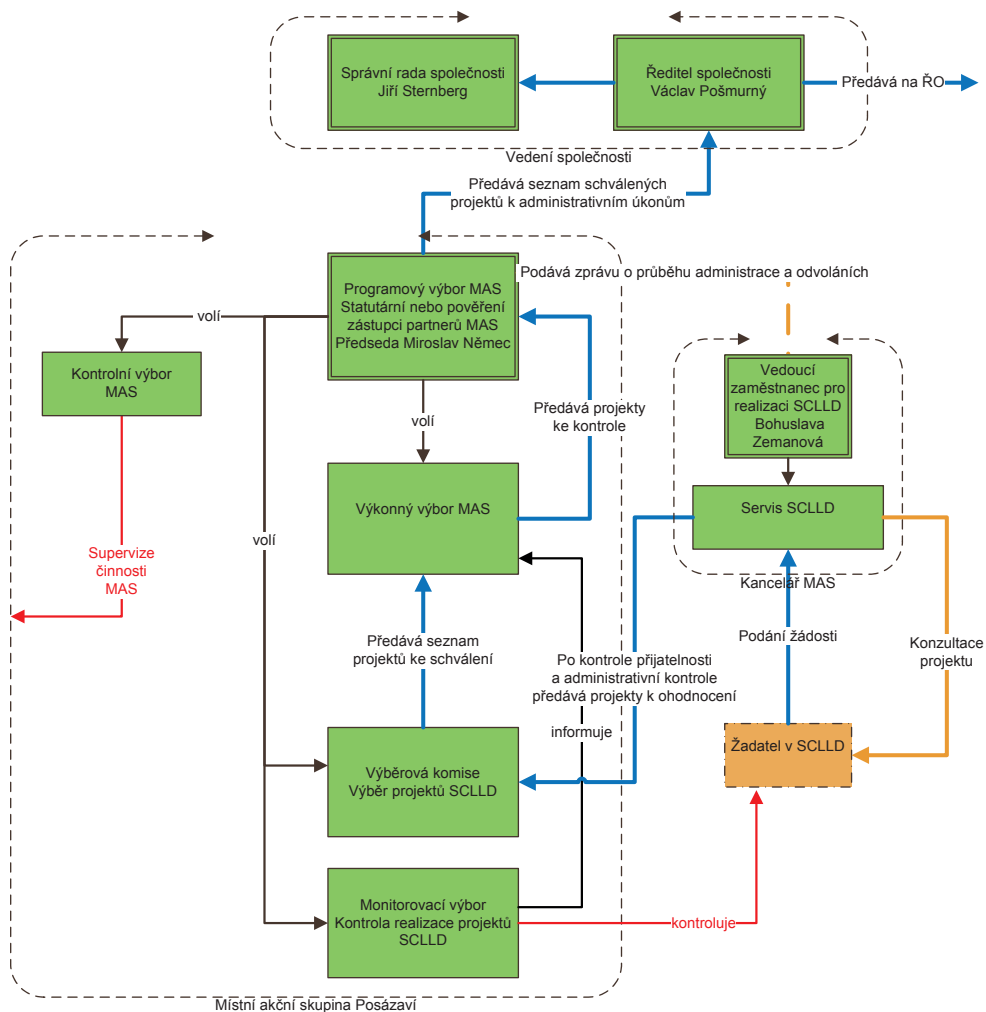 Správní rada společnosti
Jiří Sternberg
Ředitel společnosti
Václav Pošmurný
Předává na ŘO
Vedení společnosti
Předává seznam schválených
projektů k administrativním úkonům
Programový výbor MAS
Statutární nebo pověření
zástupci partnerů MAS
Předseda Miroslav Němec
Podává zprávu o průběhu administrace a odvoláních
volí
Kontrolní výbor
MAS
Vedoucí
zaměstnanec pro
realizaci SCLLD
Bohuslava
Zemanová
volí
Předává projekty
ke kontrole
Výkonný výbor MAS
Servis SCLLD
volí
Supervize
činnosti
MAS
Kancelář MAS
Předává seznam
projektů ke schválení
Po kontrole přijatelnosti
a administrativní kontrole
předává projekty k ohodnocení
Podání žádosti
Konzultace
projektu
informuje
Žadatel v SCLLD
Výběrová komise
Výběr projektů SCLLD
Monitorovací výbor
Kontrola realizace projektů
SCLLD
kontroluje
Místní akční skupina Posázaví